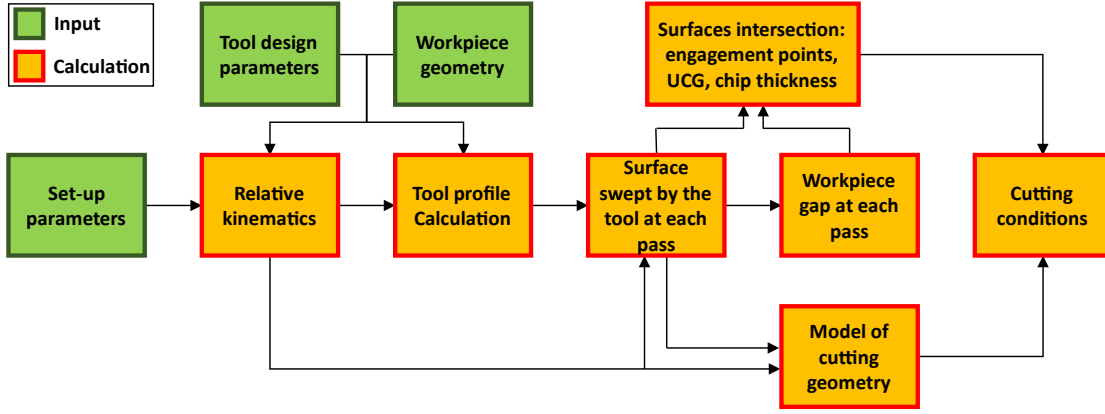 Input
Calculation
Tool design
parameters
Workpiece
geometry
Surfaces intersection:
engagement points,
UCG, chip thickness
Set-up
parameters
Relative
kinematics
Tool profile
Calculation
Surface
swept by the
tool at each
pass
Workpiece
gap at each
pass
Cutting
conditions
Model of
cutting
geometry